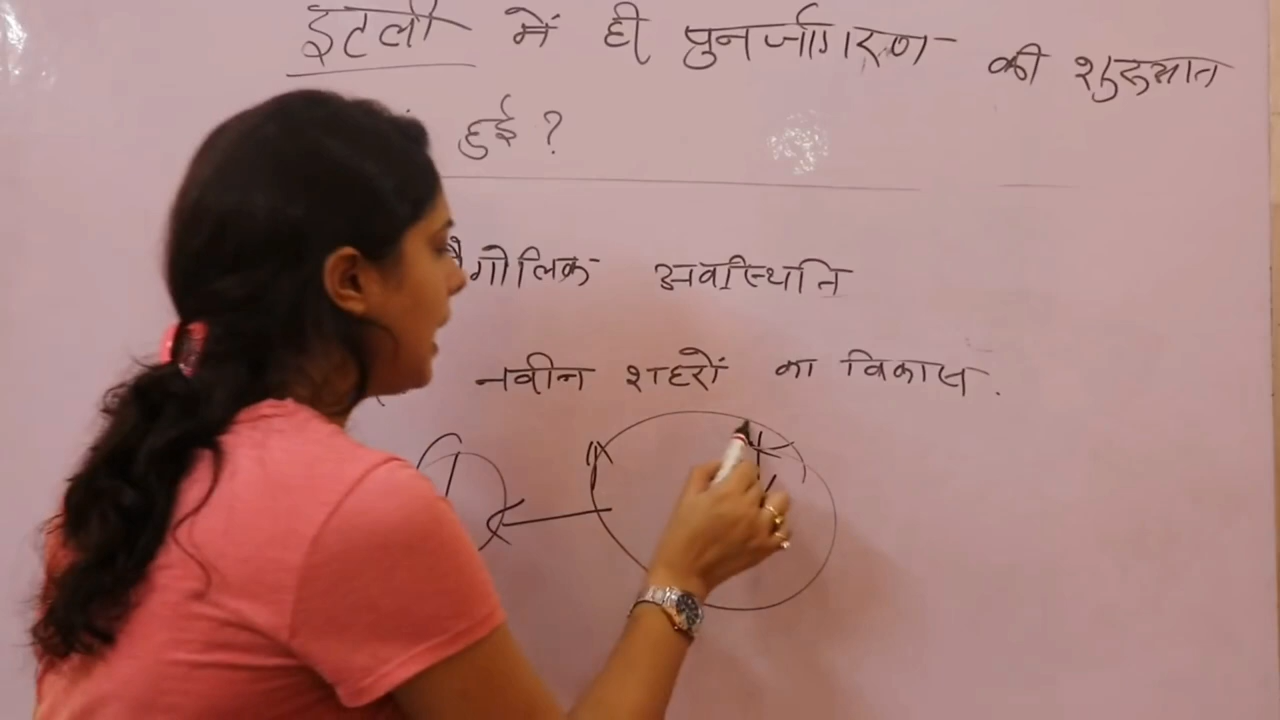 इटली में ही पुनर्जागरण की शुरुआत
हुई ?
भौगोलिक अवस्थिति
नवीन शहरों का विकास .